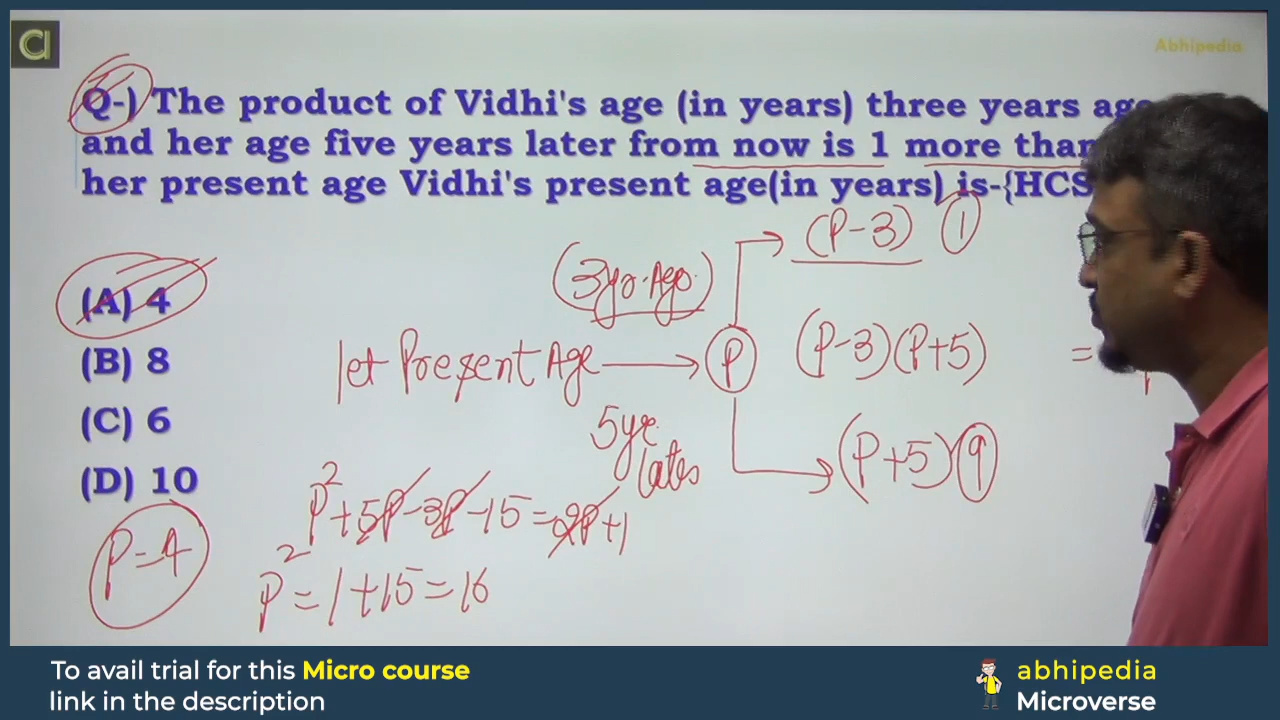 Abhipedia
Q-) The product of Vidhi's age (in years) three years ago
and her age five years later from now is 1 more than
her present age Vidhi's present age(in years) is-{HCS
(P-3) 1
(3yr. Ago)
(A) 4
let Present Age P (P-3)(P+5) =
(B) 8
(C) 6
5yr
later
(P+5) 9
(D) 10
P²+5P-3P-15=2P+1
P=4
P²=1+15=16
To avail trial for this Micro course
link in the description
abhipedia
Microverse